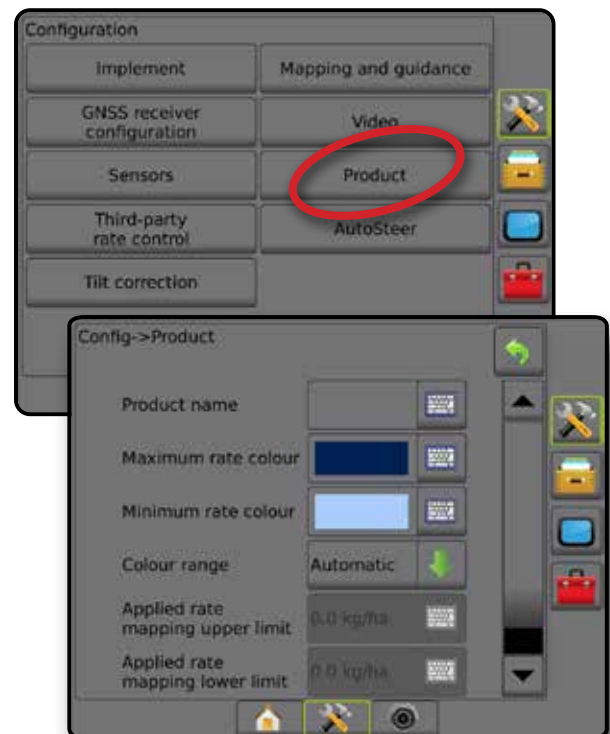 Configuration
Implement
Mapping and guidance
GNSS receiver
configuration
Video
Sensors
Product
Third-party
rate control
AutoSteer
Tilt correction
Config->Product
Product name
Maximum rate colour
Minimum rate colour
Colour range
Automatic
Applied rate
mapping upper limit
0.0 kg/ha
Applied rate
mapping lower limit
0.0 kg/ha